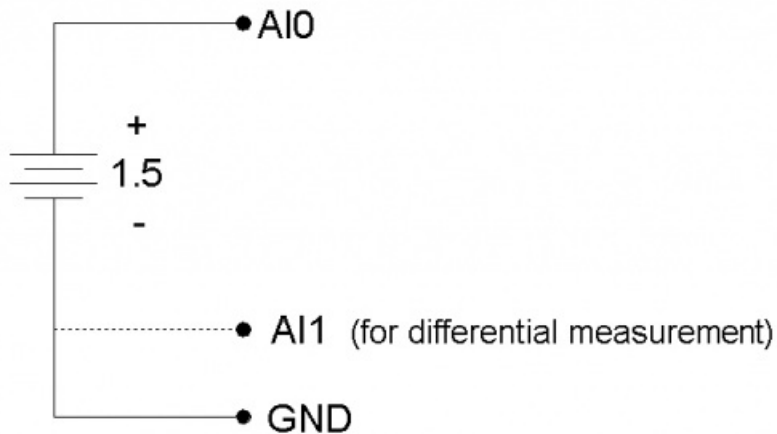 AI0
+
1.5
-
AI1 (for differential measurement)
GND